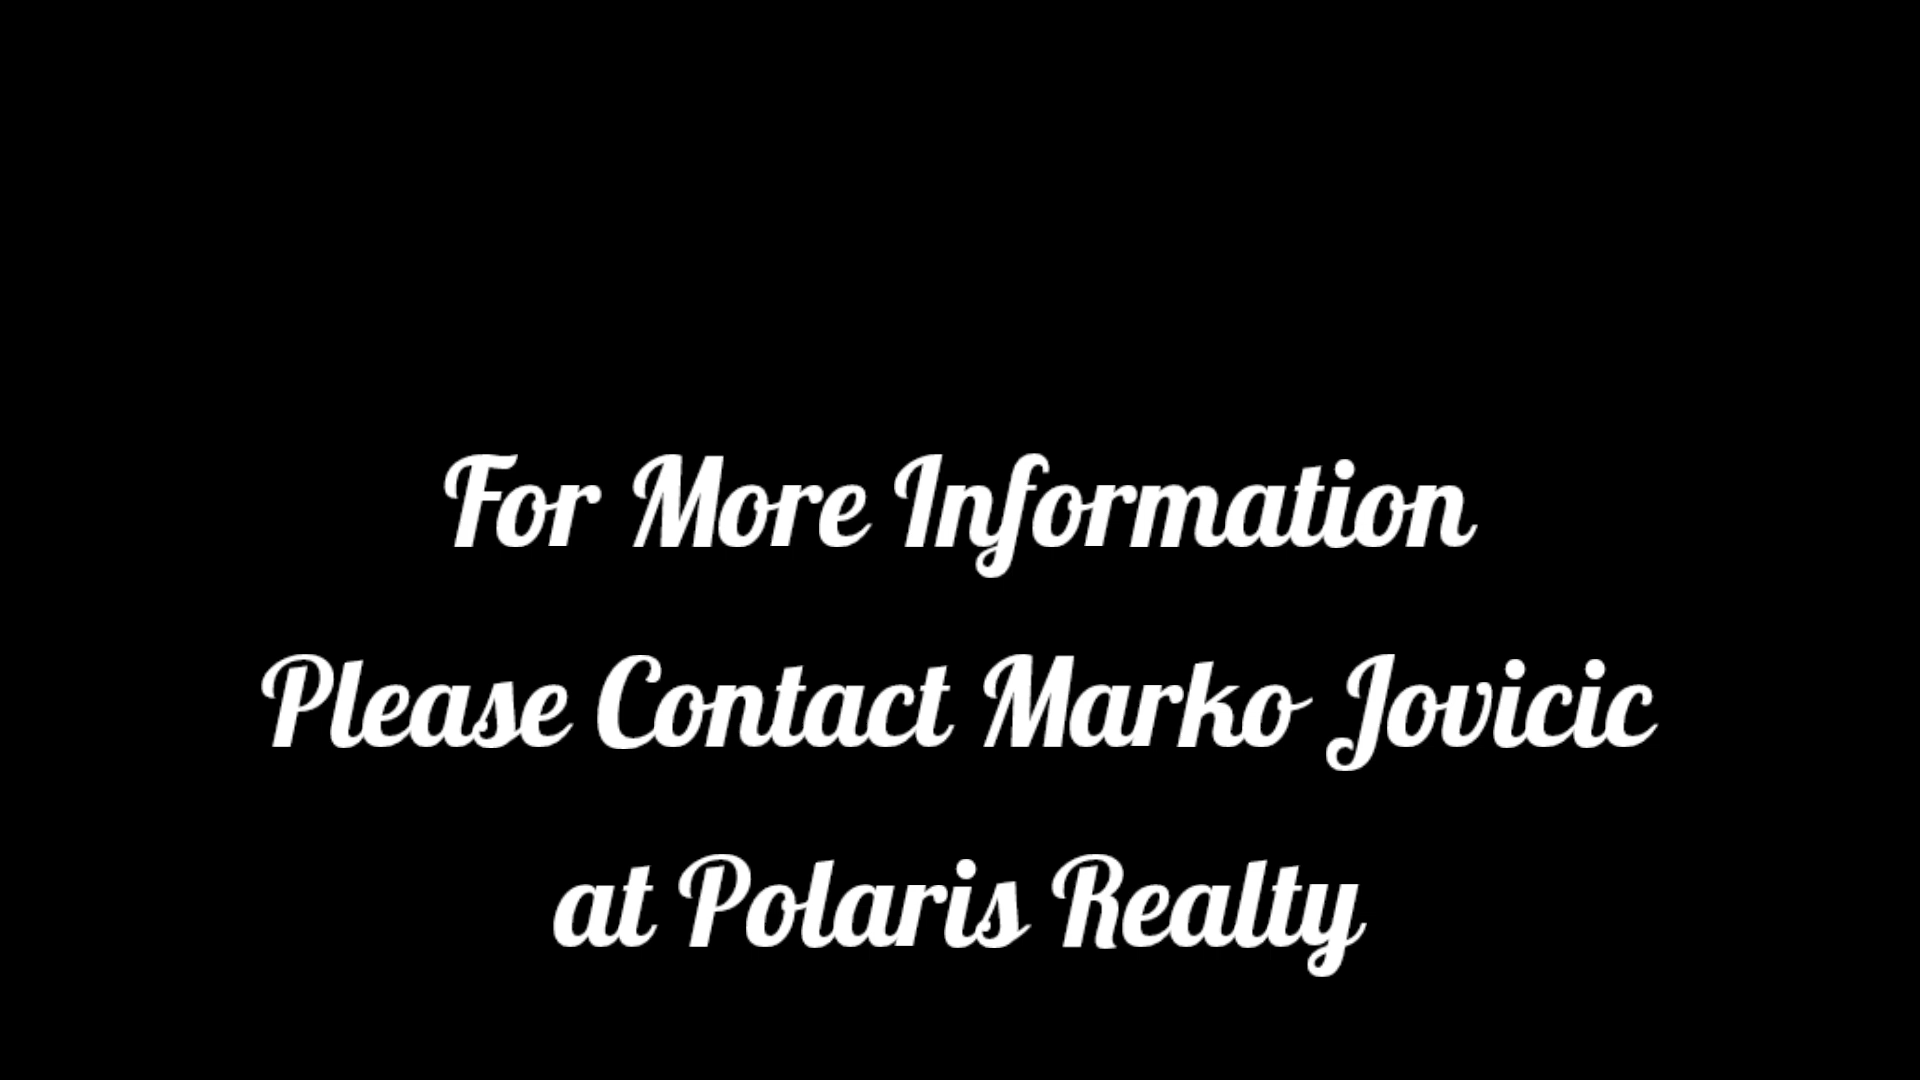 For More Information
Please Contact Marko Jovicic
at Polaris Realty